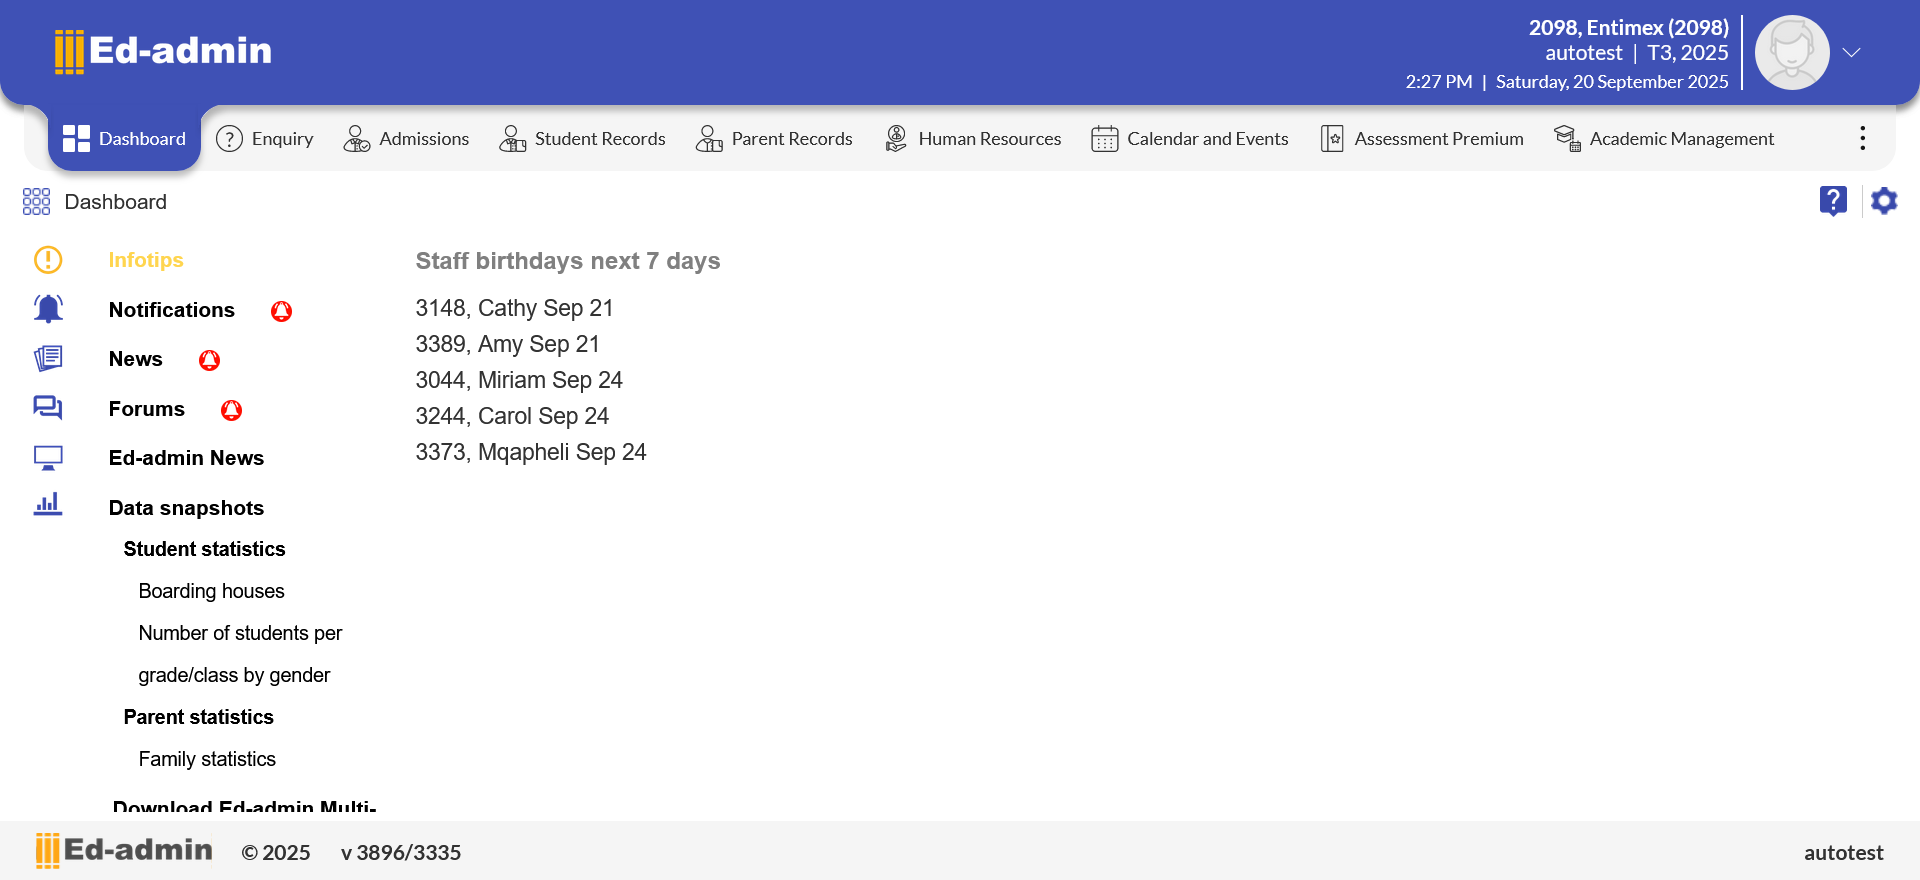 Ed-admin
2098, Entimex (2098)
autotest | T3, 2025
2:27 PM | Saturday, 20 September 2025
Dashboard
Enquiry
Admissions
Student Records
Parent Records
Human Resources
Calendar and Events
Assessment Premium
Academic Management
Dashboard
Infotips
Notifications
News
Forums
Ed-admin News
Data snapshots
Student statistics
Boarding houses
Number of students per
grade/class by gender
Parent statistics
Family statistics
Download Ed-admin Multi-
Staff birthdays next 7 days
3148, Cathy Sep 21
3389, Amy Sep 21
3044, Miriam Sep 24
3244, Carol Sep 24
3373, Mqapheli Sep 24
Ed-admin © 2025 v 3896/3335
autotest